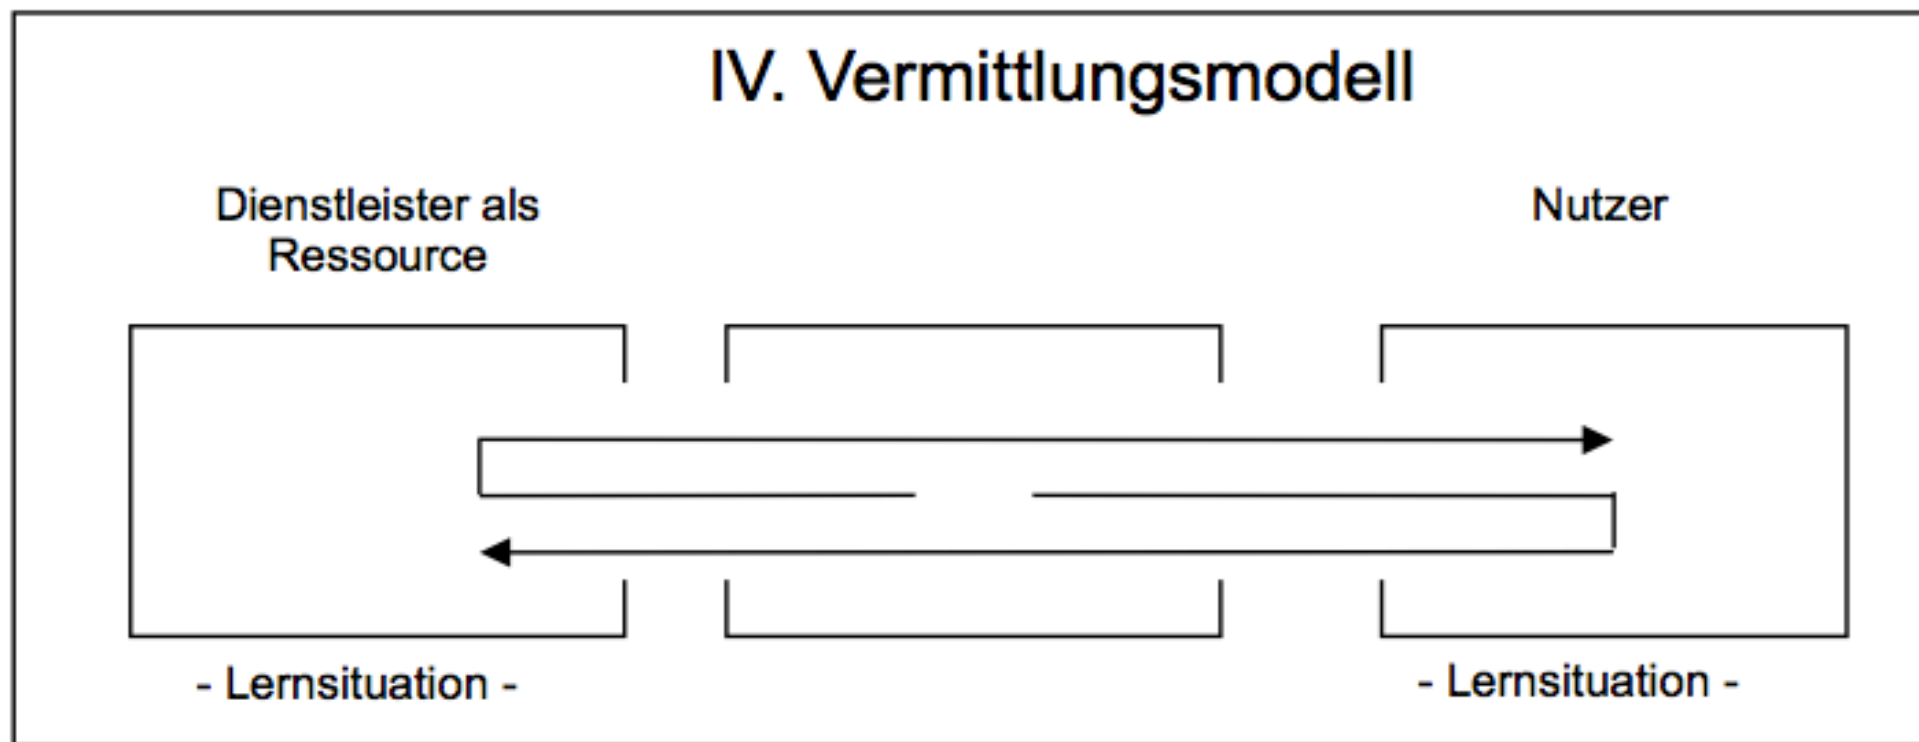 IV. Vermittlungsmodell
Dienstleister als
Ressource
Nutzer
- Lernsituation -
- Lernsituation -